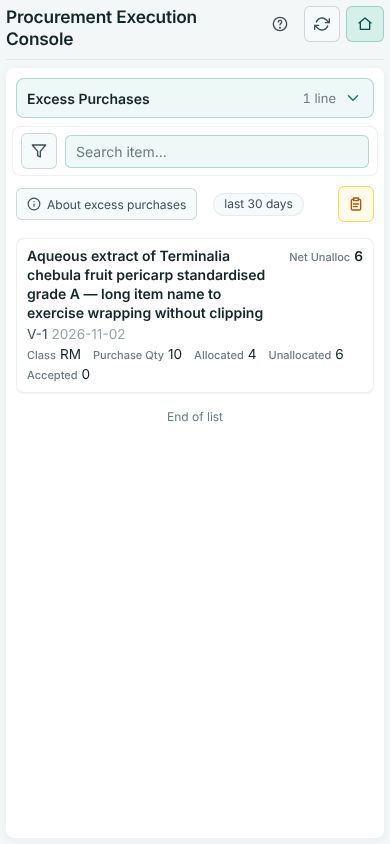 Procurement Execution
Console
Excess Purchases
1 line
Search item...
About excess purchases
last 30 days
Aqueous extract of Terminalia
chebula fruit pericarp standardised
grade A — long item name to
exercise wrapping without clipping
Net Unalloc 6
V-1 2026-11-02
Class RM Purchase Qty 10 Allocated 4 Unallocated 6
Accepted 0
End of list